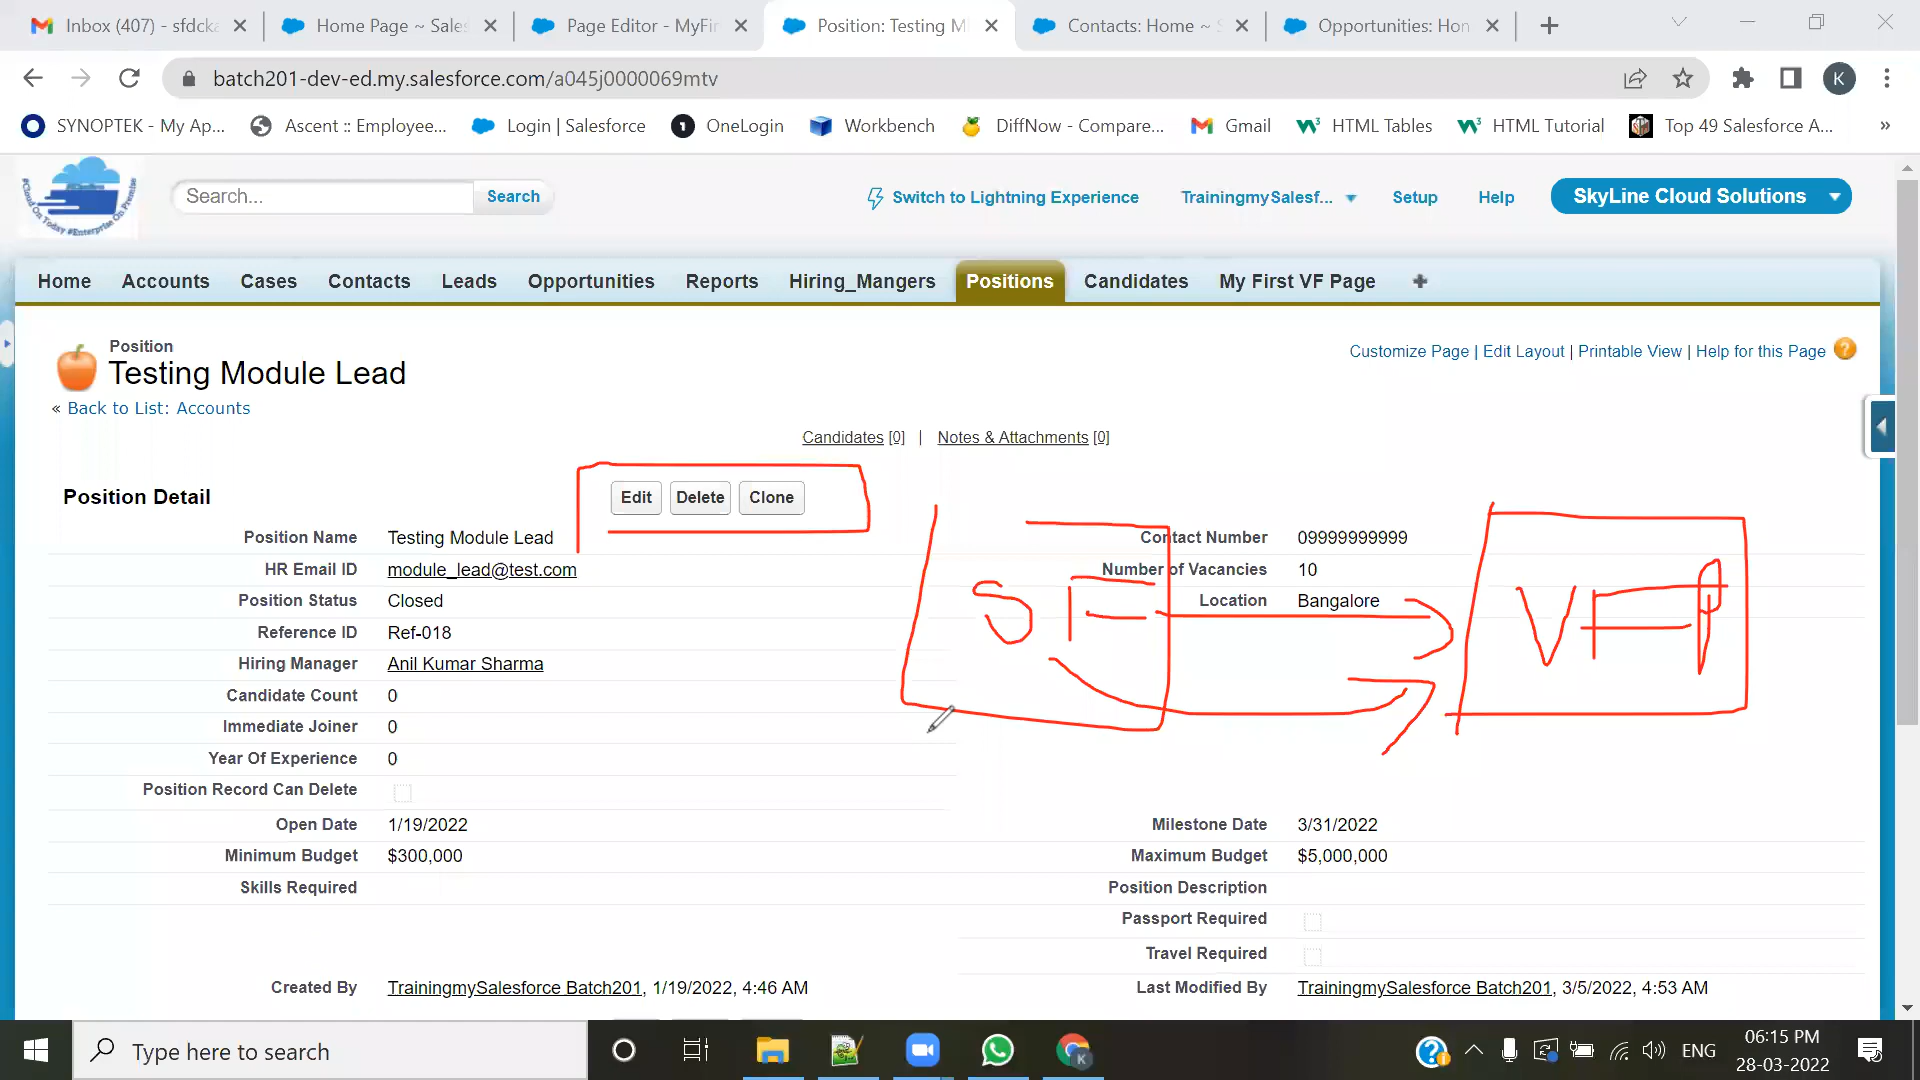 Inbox (407) - sfdcka
Home Page ~ Sales
Page Editor - MyFir
Position: Testing M
Contacts: Home ~ S
Opportunities: Hon
batch201-dev-ed.my.salesforce.com/a045j0000069mtv
K
SYNOPTEK - My Ap...
Ascent :: Employee...
Login | Salesforce
OneLogin
Workbench
DiffNow - Compare...
Gmail
HTML Tables
HTML Tutorial
Top 49 Salesforce A...
»
Search...
Search
Switch to Lightning Experience
TrainingmySalesf...
Setup
Help
SkyLine Cloud Solutions
Home
Accounts
Cases
Contacts
Leads
Opportunities
Reports
Hiring_Mangers
Positions
Candidates
My First VF Page
Position
Testing Module Lead
« Back to List: Accounts
Customize Page | Edit Layout | Printable View | Help for this Page
Candidates [0] | Notes & Attachments [0]
Position Detail
Edit
Delete
Clone
Position Name Testing Module Lead
Contact Number 09999999999
HR Email ID module_lead@test.com
Number of Vacancies 10
Position Status Closed
Location Bangalore
SF
VFP
Reference ID Ref-018
Hiring Manager Anil Kumar Sharma
Candidate Count 0
Immediate Joiner 0
Year Of Experience 0
Position Record Can Delete
Open Date 1/19/2022
Milestone Date 3/31/2022
Minimum Budget $300,000
Maximum Budget $5,000,000
Skills Required
Position Description
Passport Required
Travel Required
Created By TrainingmySalesforce Batch201, 1/19/2022, 4:46 AM
Last Modified By TrainingmySalesforce Batch201, 3/5/2022, 4:53 AM
Type here to search
ENG
06:15 PM
28-03-2022